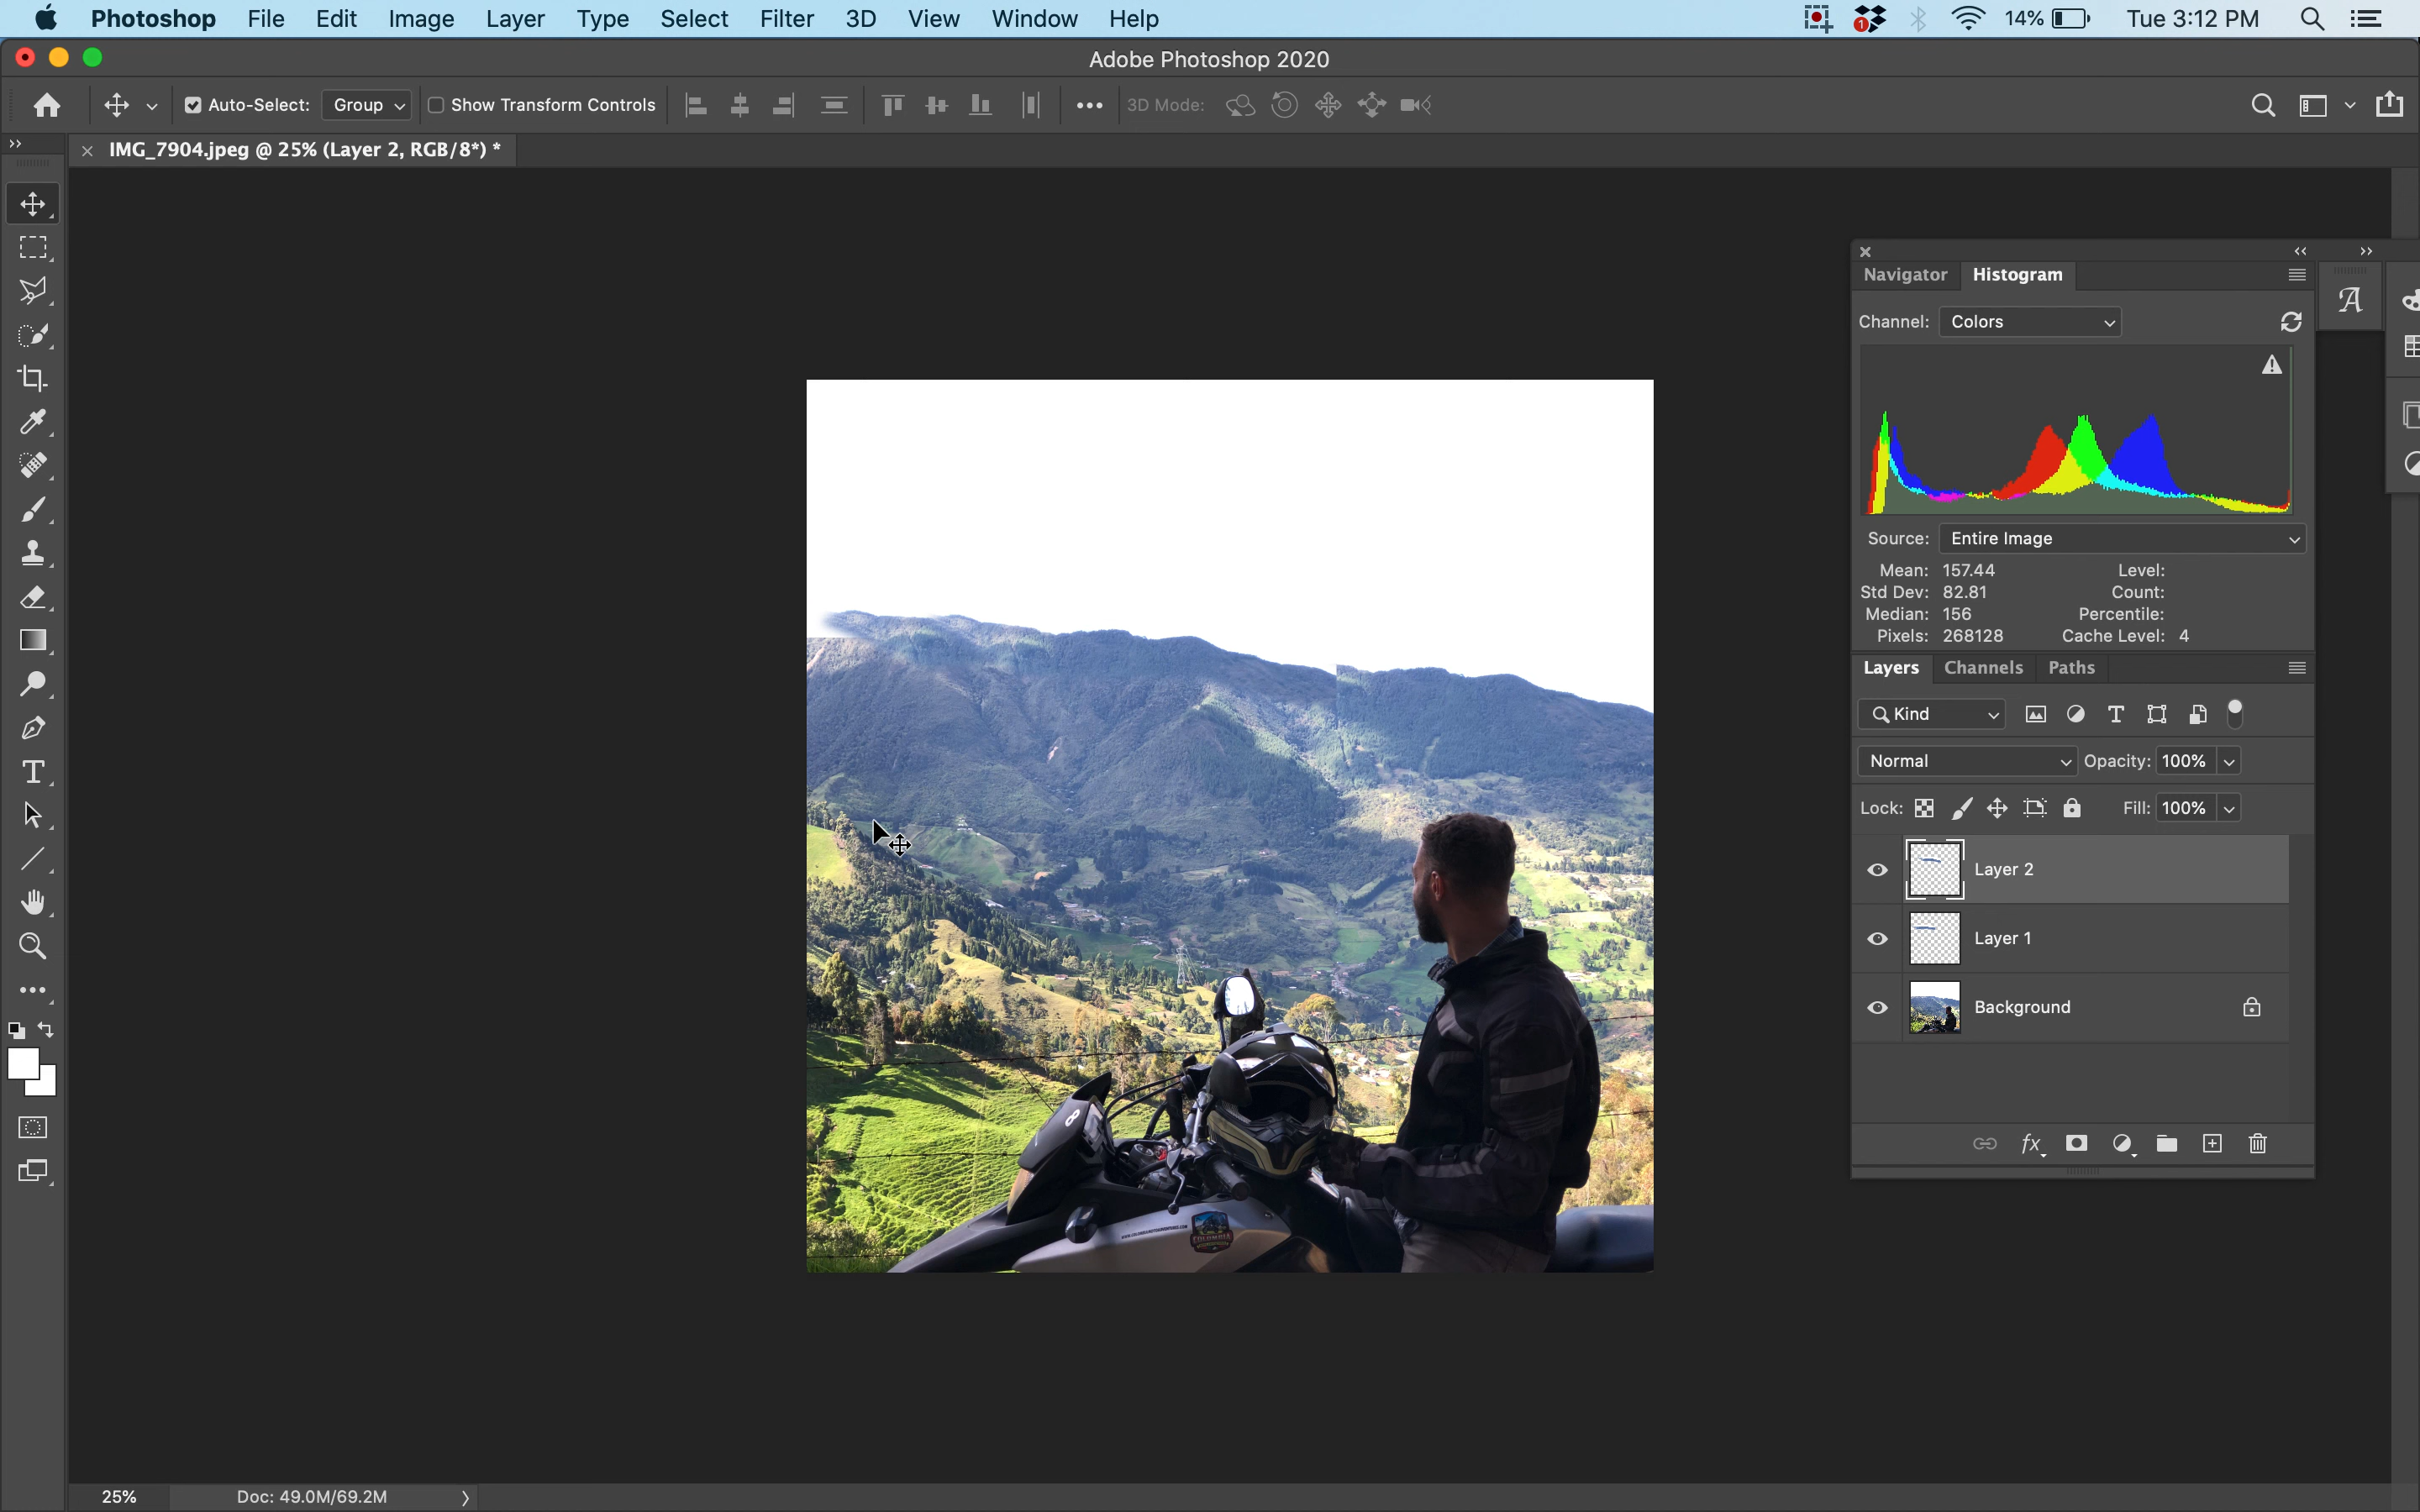 Photoshop File Edit Image Layer Type Select Filter 3D View Window Help 1 14% Tue 3:12 PM
Adobe Photoshop 2020
Auto-Select: Group Show Transform Controls 3D Mode:
IMG_7904.jpeg @ 25% (Layer 2, RGB/8*) *
Navigator Histogram
Channel: Colors
Source: Entire Image
Mean: 157.44 Level:
Std Dev: 82.81 Count:
Median: 156 Percentile:
Pixels: 268128 Cache Level: 4
Layers Channels Paths
Kind
Normal Opacity: 100%
Lock: Fill: 100%
Layer 2
Layer 1
Background
8
COLOMBIA
25% Doc: 49.0M/69.2M